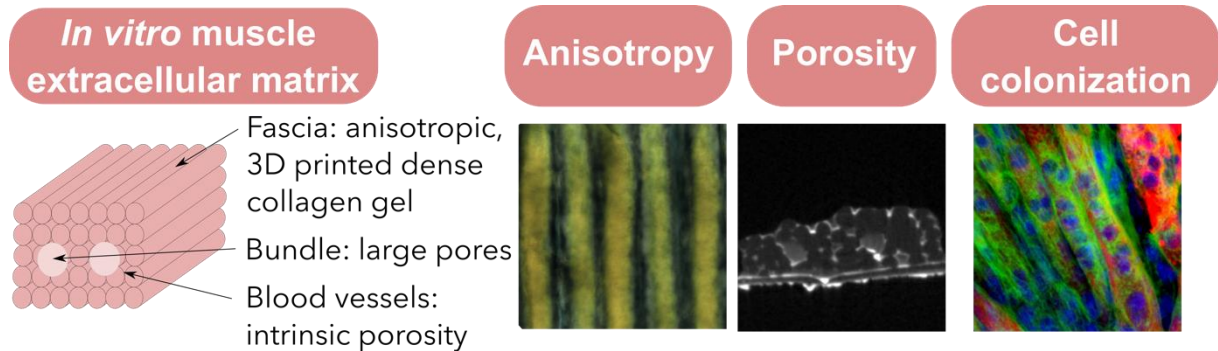 In vitro muscle
extracellular matrix
Anisotropy
Porosity
Cell
colonization
Fascia: anisotropic,
3D printed dense
collagen gel
Bundle: large pores
Blood vessels:
intrinsic porosity